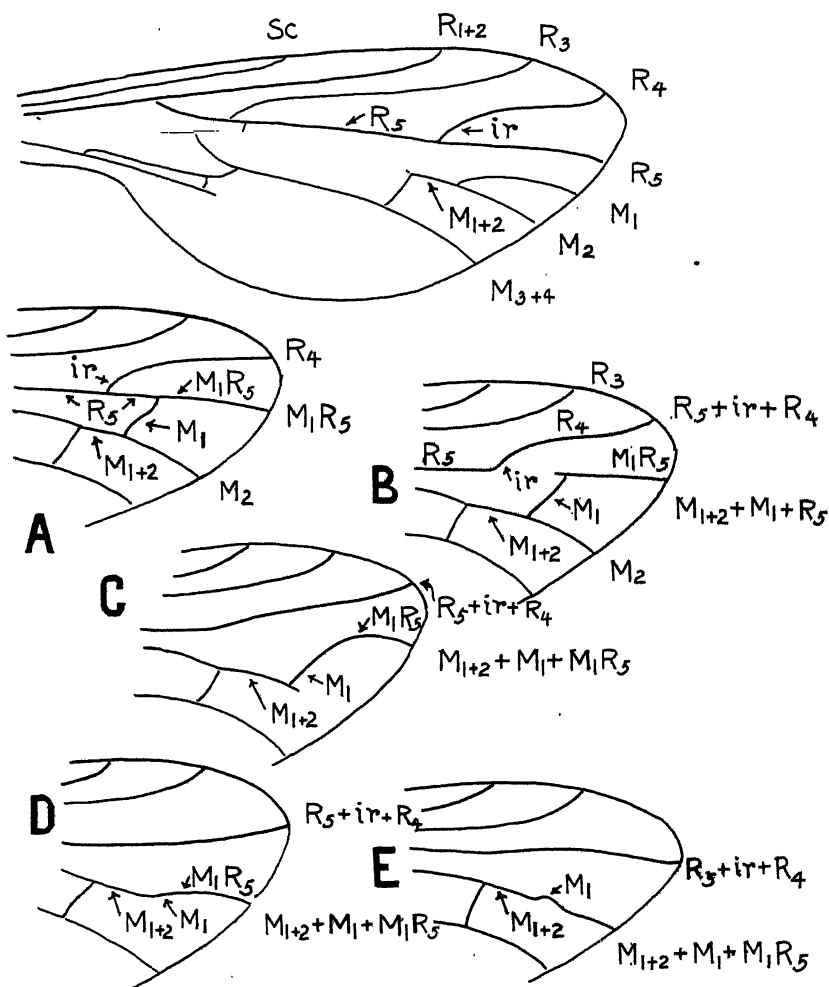 Sc
R1+2
R3
R4
R5
ir
R5
M1
M1+2
M2
M3+4
R4
ir
M1R5
R5
M1R5
M1
M1+2
M2
A
R3
R5+ir+R4
R4
R5
M1R5
ir
B
M1
M1+2+M1+R5
M1+2
M2
C
R5+ir+R4
M1R5
M1+2+M1+M1R5
M1
M1+2
D
R5+ir+R4
M1R5
M1+2
M1
M1+2+M1+M1R5
E
R5+ir+R4
M1
M1+2
M1+2+M1+M1R5